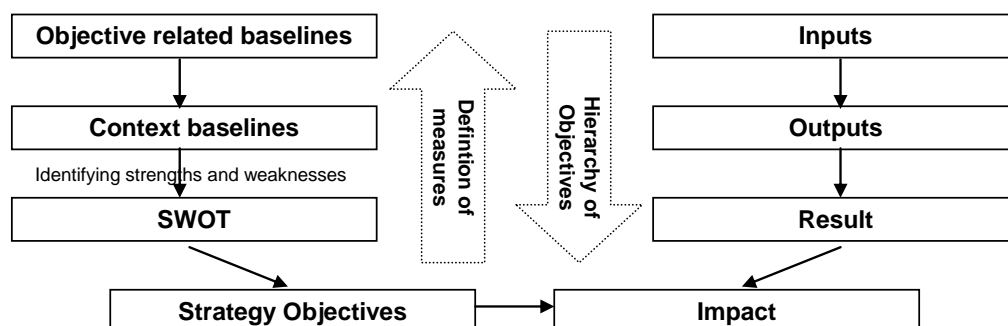 Objective related baselines
Context baselines
Identifying strengths and weaknesses
SWOT
Strategy Objectives
Defintion of
measures
Hierarchy of
Objectives
Inputs
Outputs
Result
Impact